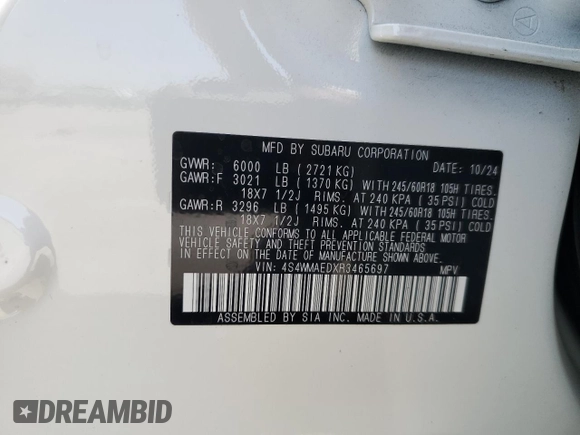 MFD BY SUBARU CORPORATION
DATE: 10/24
GVWR: 6000 LB ( 2721 KG)
GAWR:F 3021 LB ( 1370 KG) WITH 245/60R18 105H TIRES.
18X7 1/2J RIMS. AT 240 KPA ( 35 PSI) COLD
GAWR:R 3296 LB ( 1495 KG) WITH 245/60R18 105H TIRES.
18X7 1/2J RIMS. AT 240 KPA ( 35 PSI) COLD
THIS VEHICLE CONFORMS TO ALL APPLICABLE FEDERAL MOTOR
VEHICLE SAFETY AND THEFT PREVENTION STANDARDS
IN EFFECT ON THE DATE OF MANUFACTURE SHOWN ABOVE.
VIN: 4S4WMAEDXR3465697 MPV
ASSEMBLED BY SIA INC. MADE IN U.S.A.
DREAMBID